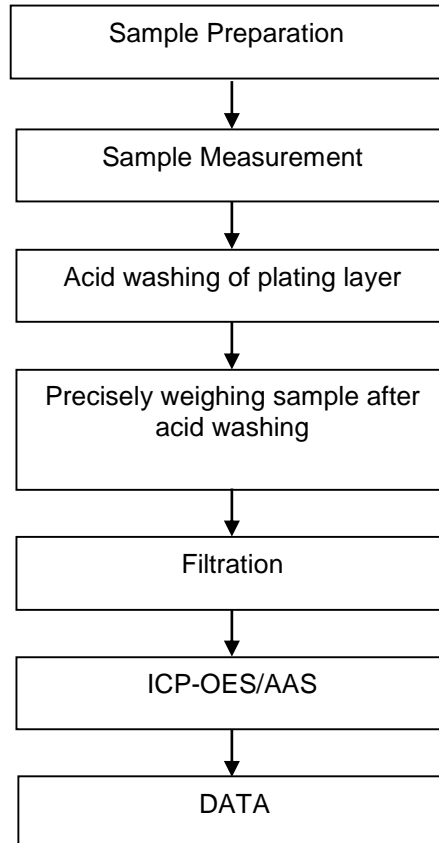 Sample Preparation
Sample Measurement
Acid washing of plating layer
Precisely weighing sample after
acid washing
Filtration
ICP-OES/AAS
DATA